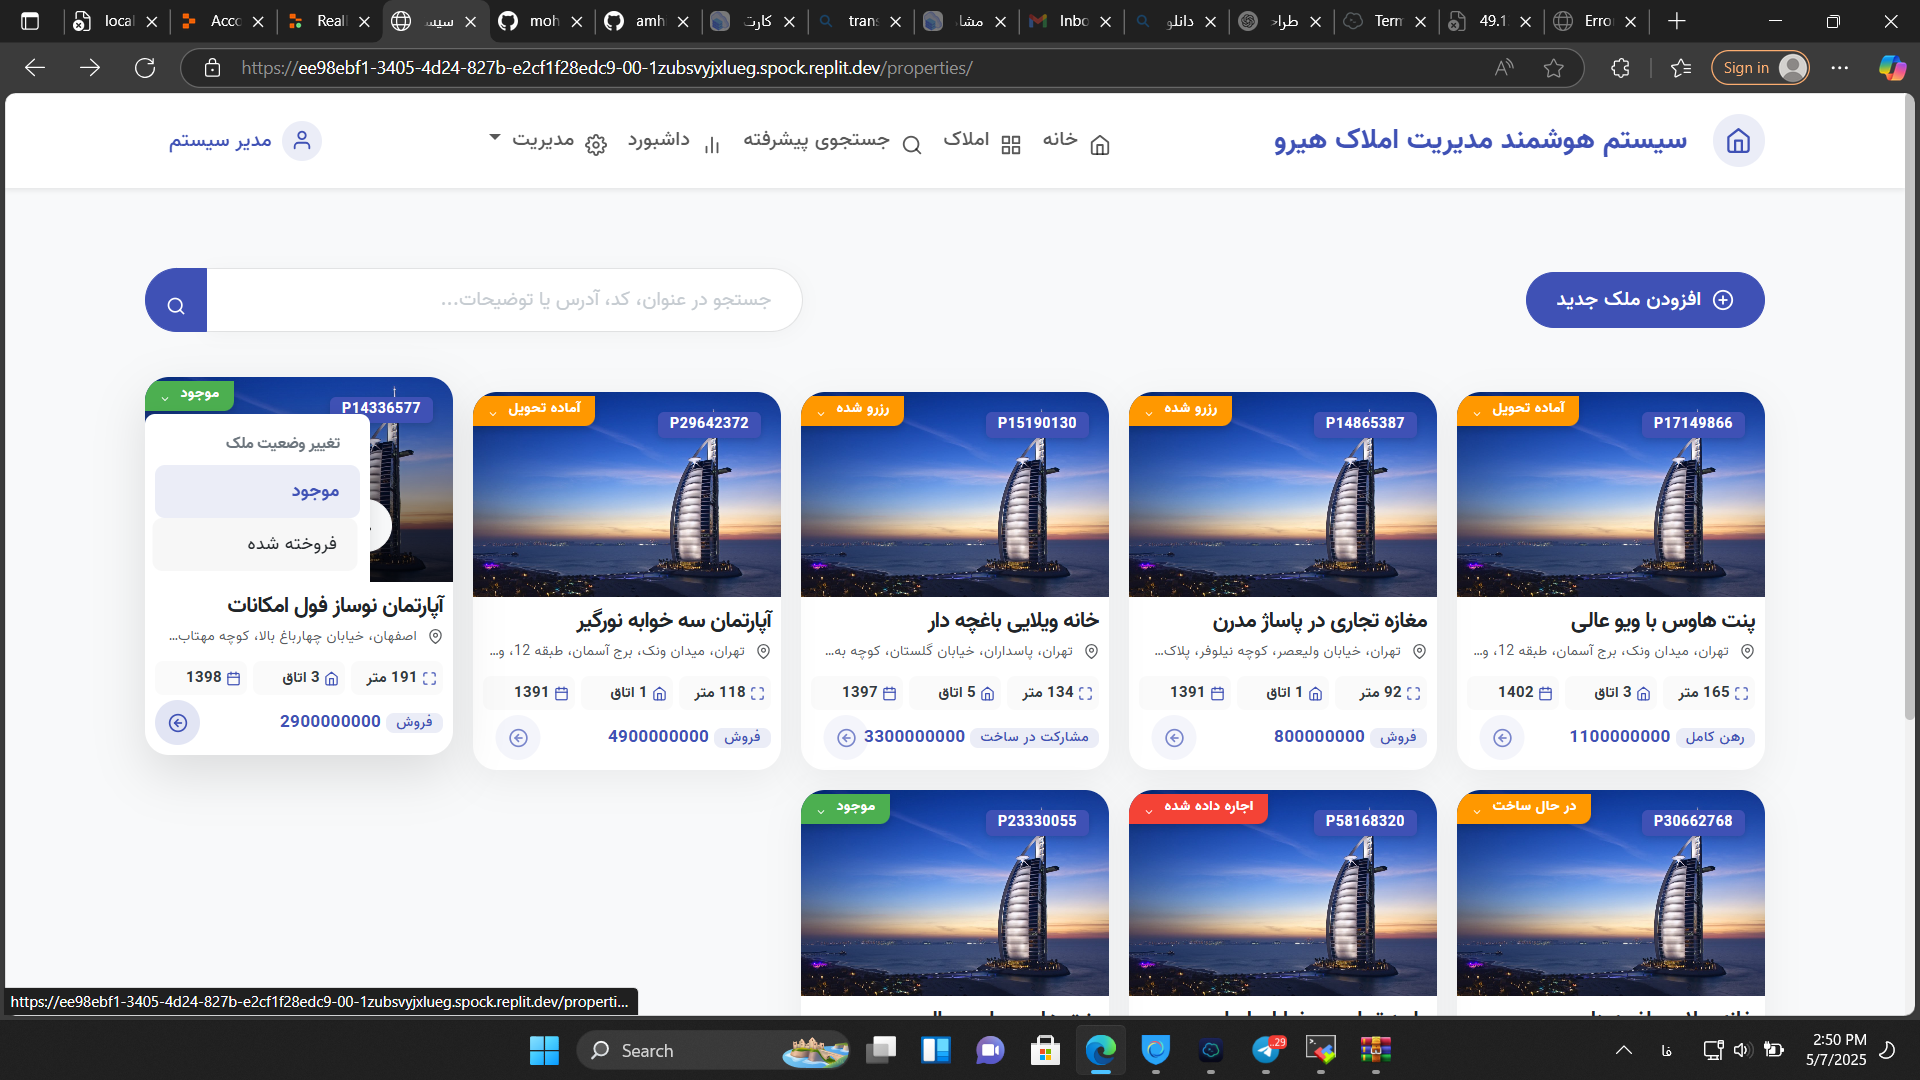 local
Acco
Reall
سیس
moh
amh
کارت
trans
مشا
Inbo
دانلو
طراح
Term
49.1
Erro
https://ee98ebf1-3405-4d24-827b-e2cf1f28edc9-00-1zubsvyjxlueg.spock.replit.dev/properties/
Sign in
سیستم هوشمند مدیریت املاک هیرو
خانه
املاک
جستجوی پیشرفته
داشبورد
مدیریت
مدیر سیستم
افزودن ملک جدید
جستجو در عنوان، کد، آدرس یا توضیحات...
آماده تحویل
P17149866
پنت هاوس با ویو عالی
تهران، میدان ونک، برج آسمان، طبقه 12، و...
165 متر
3 اتاق
1402
رهن کامل
1100000000
رزرو شده
P14865387
مغازه تجاری در پاساژ مدرن
تهران، خیابان ولیعصر، کوچه نیلوفر، پلاک...
92 متر
1 اتاق
1391
فروش
800000000
رزرو شده
P15190130
خانه ویلایی باغچه دار
تهران، پاسداران، خیابان گلستان، کوچه به...
134 متر
5 اتاق
1397
مشارکت در ساخت
3300000000
آماده تحویل
P29642372
آپارتمان سه خوابه نورگیر
تهران، میدان ونک، برج آسمان، طبقه 12، و...
118 متر
1 اتاق
1391
فروش
4900000000
موجود
P14336577
تغییر وضعیت ملک
موجود
فروخته شده
آپارتمان نوساز فول امکانات
اصفهان، خیابان چهارباغ بالا، کوچه مهتاب...
191 متر
3 اتاق
1398
فروش
2900000000
در حال ساخت
P30662768
اجاره داده شده
P58168320
موجود
P23330055
https://ee98ebf1-3405-4d24-827b-e2cf1f28edc9-00-1zubsvyjxlueg.spock.replit.dev/properti...
Search
..29
فا
2:50 PM
5/7/2025